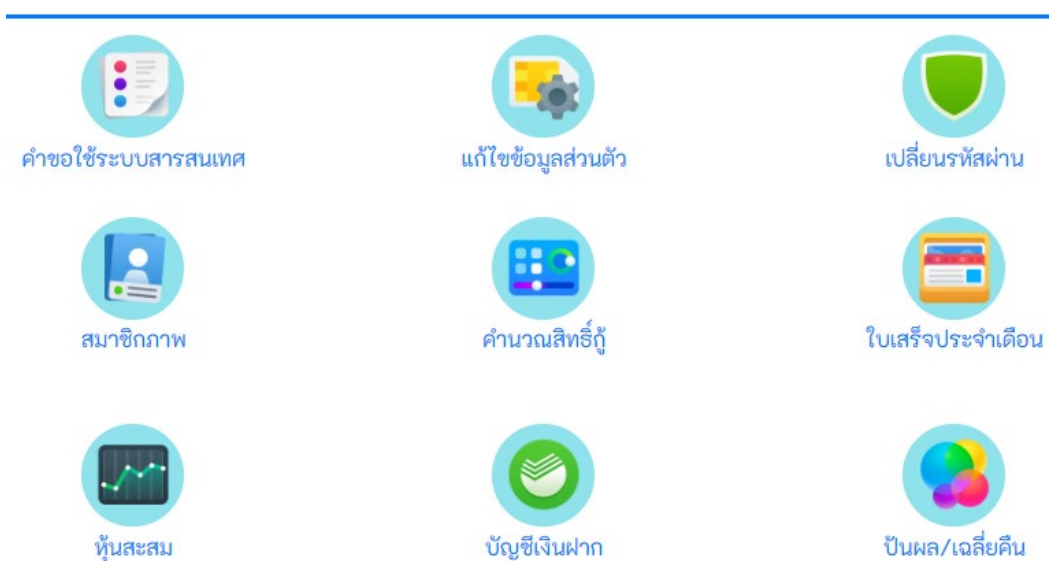 คำขอใช้ระบบสารสนเทศ
แก้ไขข้อมูลส่วนตัว
เปลี่ยนรหัสผ่าน
สมาชิกภาพ
คำนวณสิทธิ์กู้
ใบเสร็จประจำเดือน
หุ้นสะสม
บัญชีเงินฝาก
ปันผล/เฉลี่ยคืน